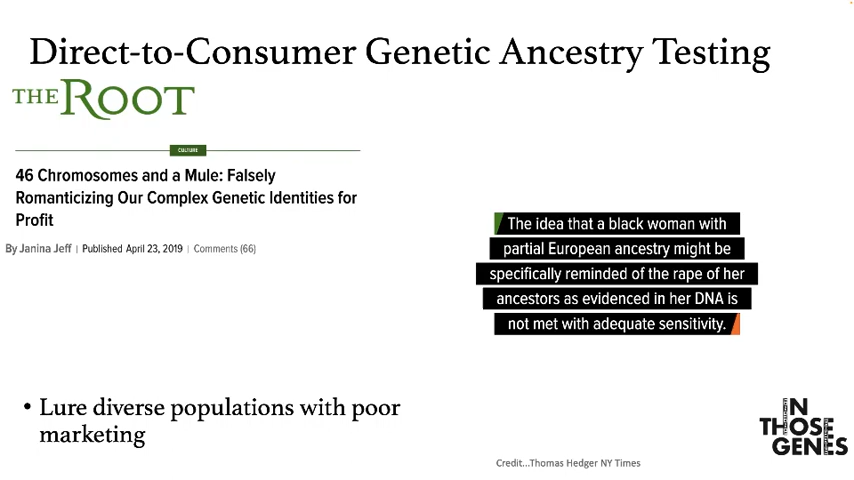 Direct-to-Consumer Genetic Ancestry Testing
THE ROOT
CULTURE
46 Chromosomes and a Mule: Falsely
Romanticizing Our Complex Genetic Identities for
Profit
By Janina Jeff | Published April 23, 2019 | Comments (66)
The idea that a black woman with
partial European ancestry might be
specifically reminded of the rape of her
ancestors as evidenced in her DNA is
not met with adequate sensitivity.
• Lure diverse populations with poor
marketing
IN
THOSE
GENES
Credit...Thomas Hedger NY Times